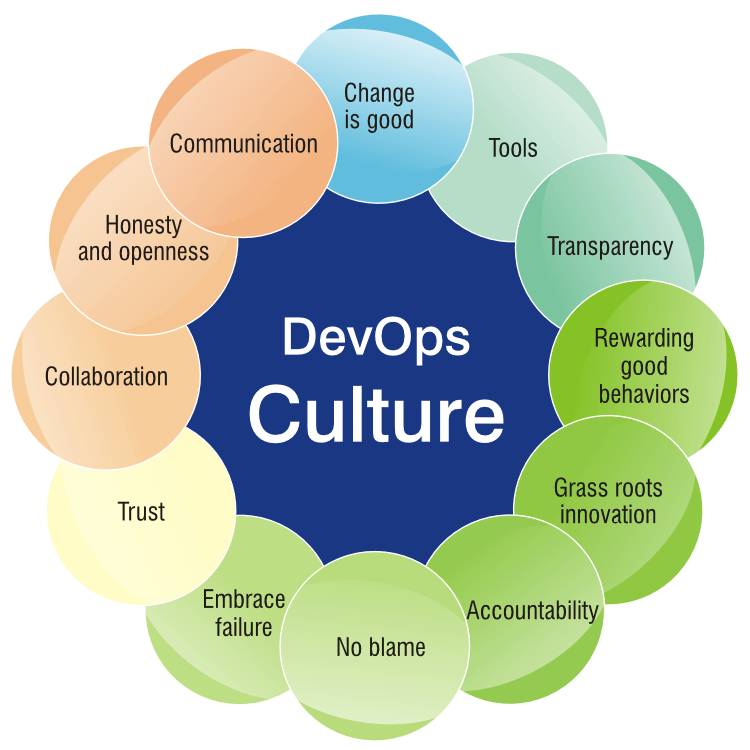 Change
is good
Tools
Transparency
Rewarding
good
behaviors
Grass roots
innovation
Accountability
No blame
Embrace
failure
Trust
Collaboration
Honesty
and openness
Communication
DevOps
Culture